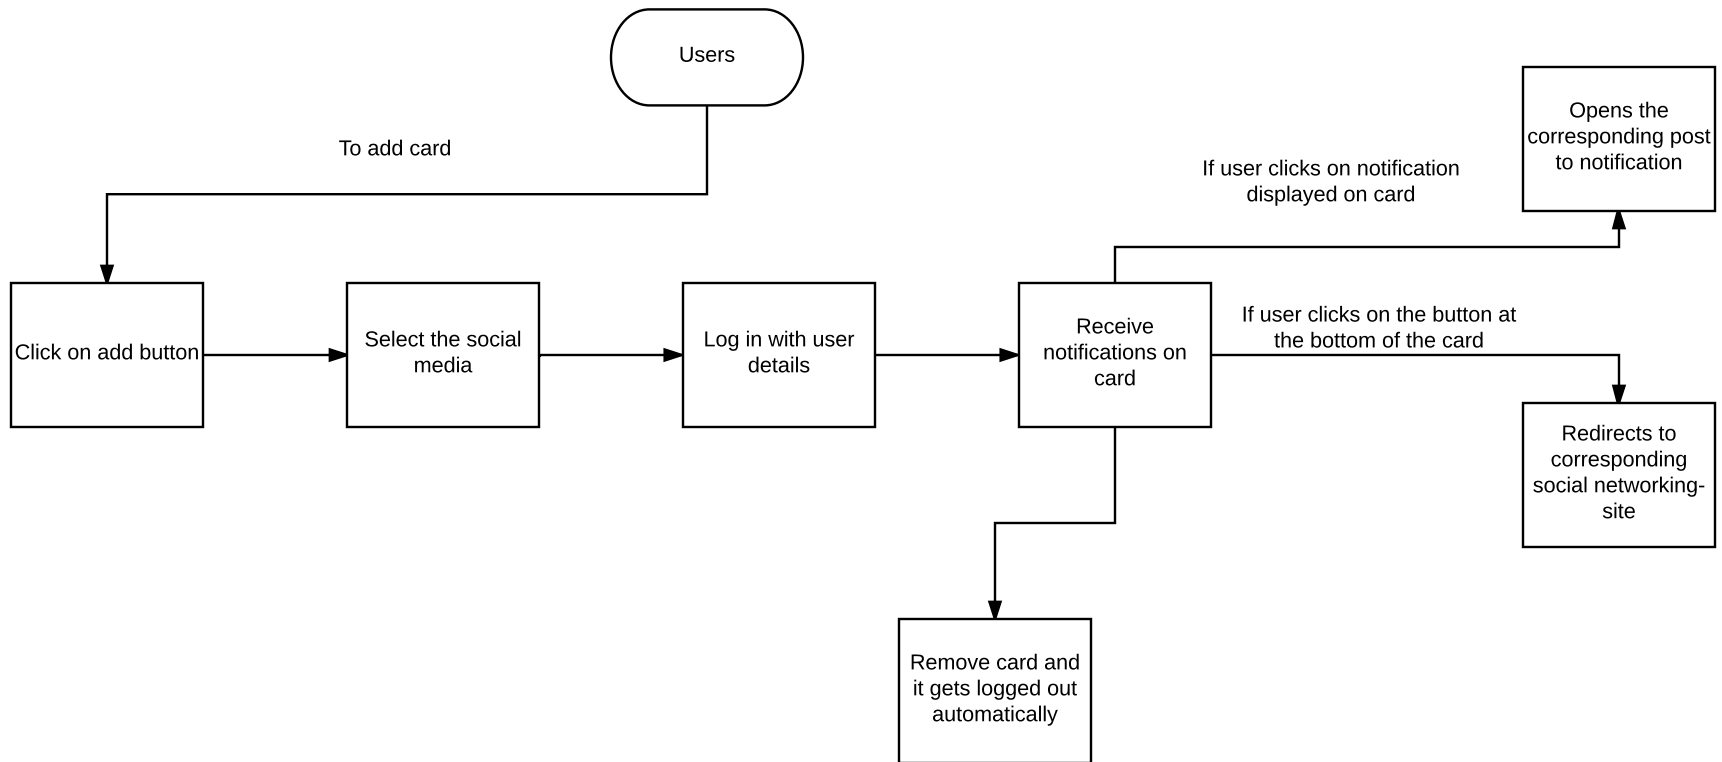 Users
To add card
Click on add button
Select the social
media
Log in with user
details
Receive
notifications on
card
If user clicks on notification
displayed on card
Opens the
corresponding post
to notification
If user clicks on the button at
the bottom of the card
Redirects to
corresponding
social networking-
site
Remove card and
it gets logged out
automatically